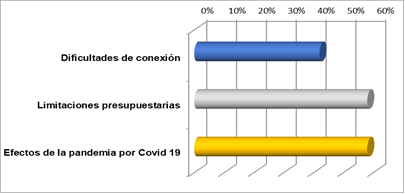 0% 10% 20% 30% 40% 50% 60%
Dificultades de conexión
Limitaciones presupuestarias
Efectos de la pandemia por Covid 19